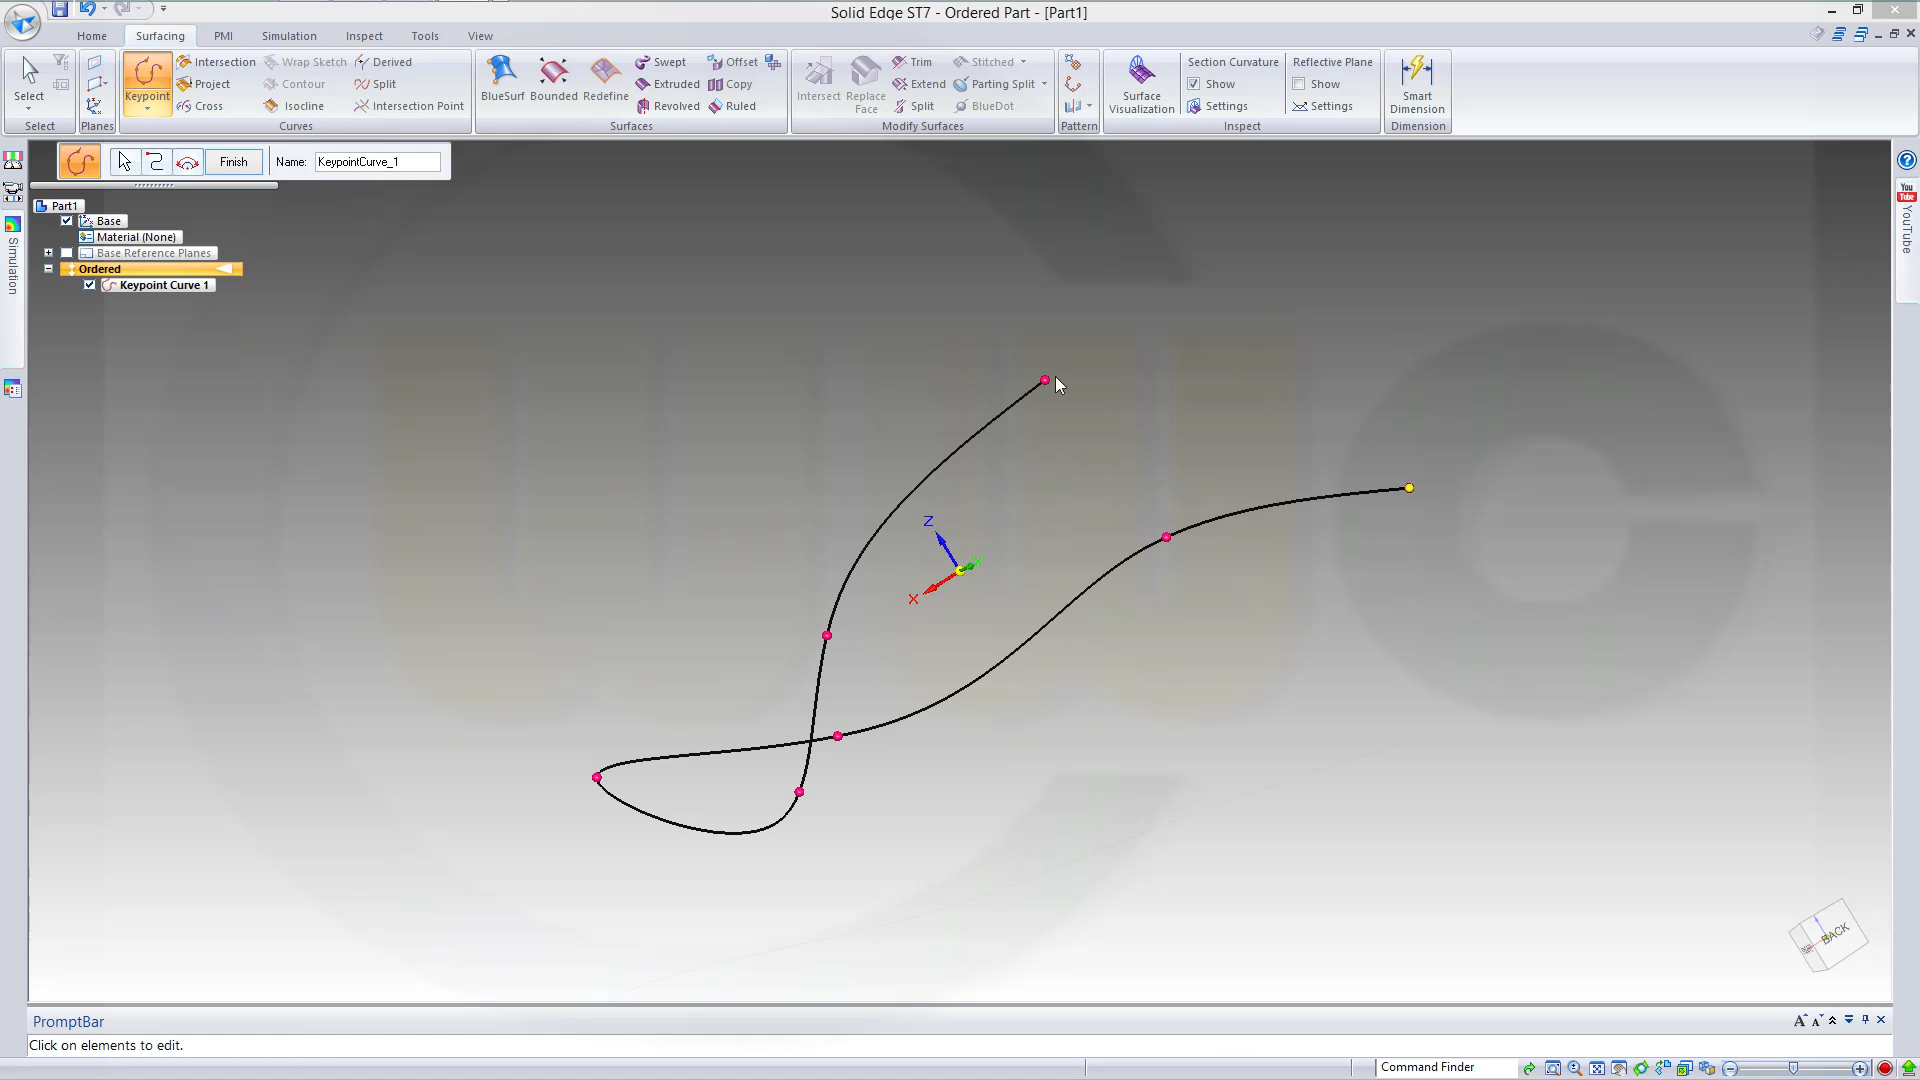 Solid Edge ST7 - Ordered Part - [Part1]
Home Surfacing PMI Simulation Inspect Tools View
Select
Select
Planes
Keypoint
Intersection
Project
Cross
Wrap Sketch
Contour
Isocline
Derived
Split
Intersection Point
Curves
BlueSurf
Bounded
Redefine
Swept
Extruded
Revolved
Offset
Copy
Ruled
Surfaces
Intersect
Replace
Face
Trim
Extend
Split
Stitched
Parting Split
BlueDot
Modify Surfaces
Pattern
Surface
Visualization
Section Curvature
Show
Settings
Reflective Plane
Show
Settings
Inspect
Smart
Dimension
Dimension
Finish
Name: KeypointCurve_1
Part1
Base
Material (None)
Base Reference Planes
Ordered
Keypoint Curve 1
Simulation
You
Tube
YouTube
Z
X
BACK
PromptBar
Click on elements to edit.
Command Finder